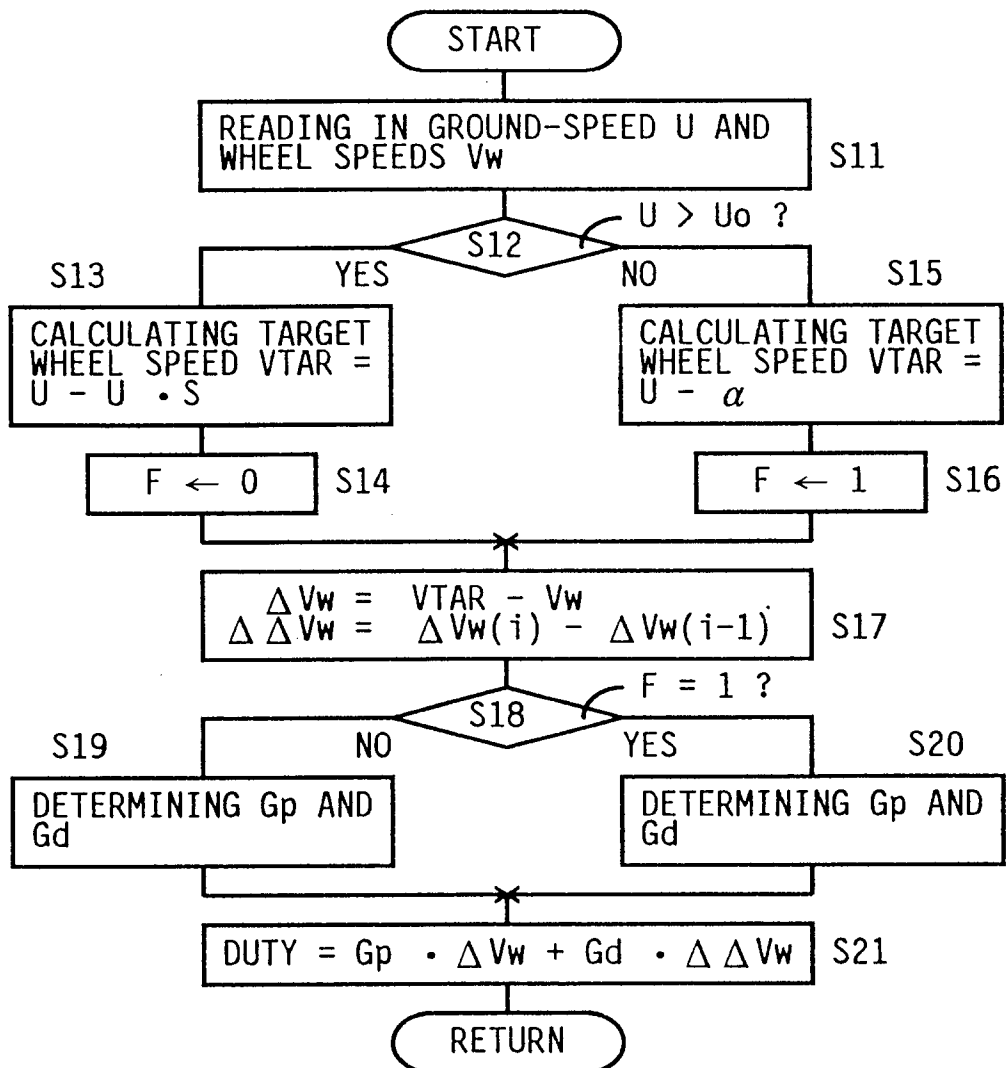 START
READING IN GROUND-SPEED U AND
WHEEL SPEEDS Vw
S11
U > Uo ?
S12
YES
NO
S13
S15
CALCULATING TARGET
WHEEL SPEED VTAR =
U - U · S
CALCULATING TARGET
WHEEL SPEED VTAR =
U - α
F ← 0
S14
F ← 1
S16
ΔVw = VTAR - Vw
ΔΔVw = ΔVw(i) - ΔVw(i-1)
S17
F = 1 ?
S18
NO
YES
S19
S20
DETERMINING Gp AND
Gd
DETERMINING Gp AND
Gd
DUTY = Gp · ΔVw + Gd · ΔΔVw
S21
RETURN